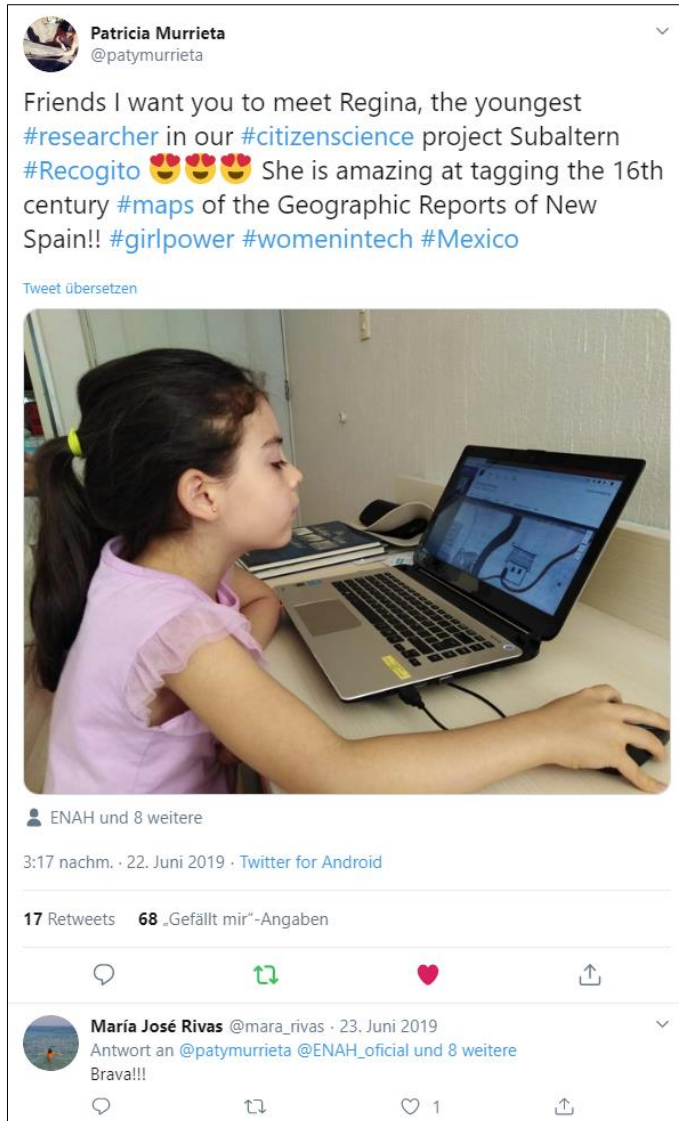 Patricia Murrieta
@patymurrieta
Friends I want you to meet Regina, the youngest
#researcher in our #citizenscience project Subaltern
#Recogito 😍😍😍 She is amazing at tagging the 16th
century #maps of the Geographic Reports of New
Spain!! #girlpower #womenintech #Mexico
Tweet übersetzen
ENAH und 8 weitere
3:17 nachm. · 22. Juni 2019 · Twitter for Android
17 Retweets 68 „Gefällt mir“-Angaben
María José Rivas @mara_rivas · 23. Juni 2019
Antwort an @patymurrieta @ENAH_oficial und 8 weitere
Brava!!!
1